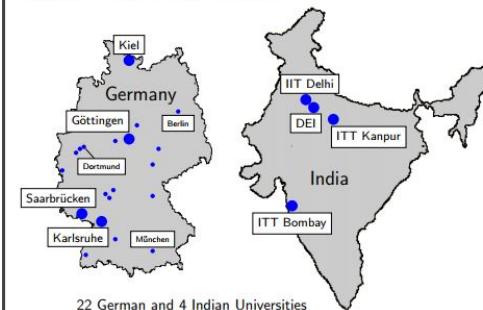 Kiel
Germany
Göttingen
Berlin
Dortmund
Saarbrücken
Karlsruhe
München
IIT Delhi
DEI
ITT Kanpur
India
ITT Bombay
22 German and 4 Indian Universities